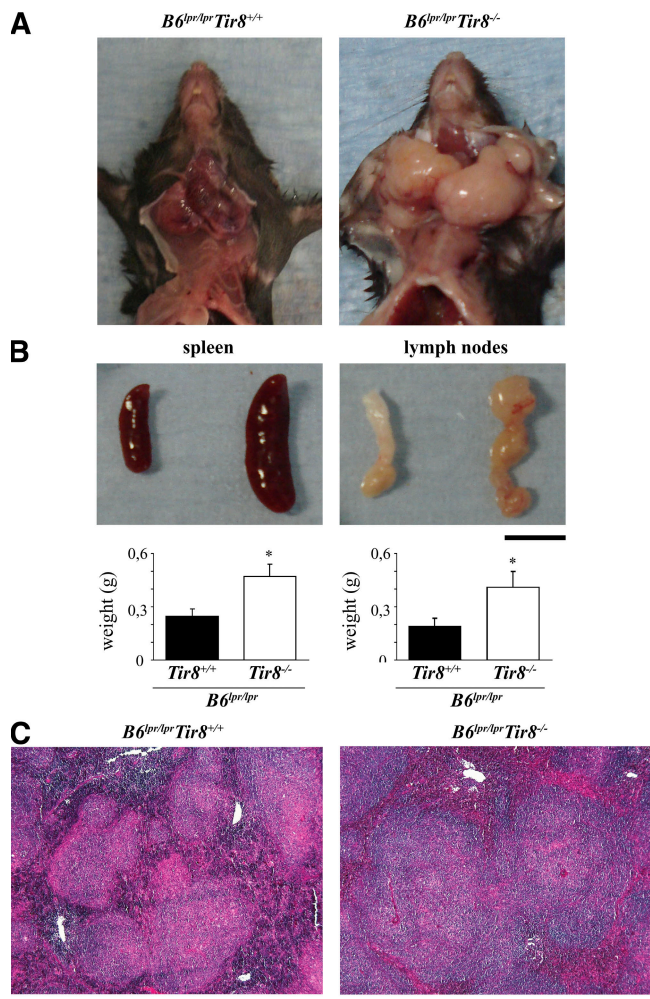 A
B6lpr/lprTir8+/+ B6lpr/lprTir8-/-
B
spleen lymph nodes
0,6 0,6
* *
weight (g) weight (g)
0,3 0,3
0 0
Tir8+/+ Tir8-/- Tir8+/+ Tir8-/-
B6lpr/lpr B6lpr/lpr
C
B6lpr/lprTir8+/+ B6lpr/lprTir8-/-